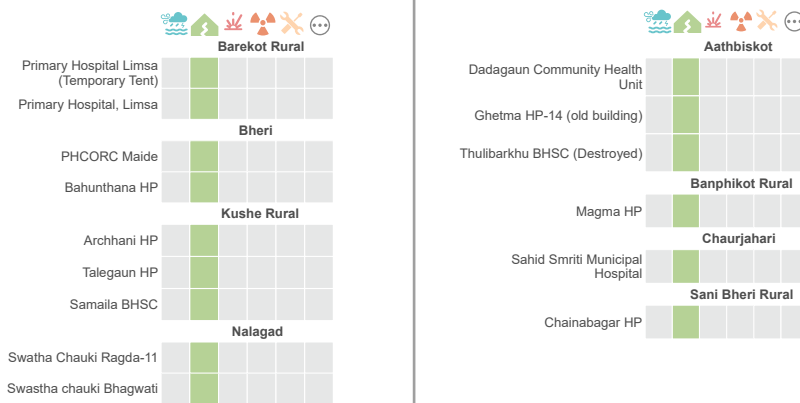 Barekot Rural
Primary Hospital Limsa
(Temporary Tent)
Primary Hospital, Limsa
Bheri
PHCORC Maide
Bahunthana HP
Kushe Rural
Archhani HP
Talegaun HP
Samaila BHSC
Nalagad
Swatha Chauki Ragda-11
Swastha chauki Bhagwati
Aathbiskot
Dadagaun Community Health
Unit
Ghetma HP-14 (old building)
Thulibarkhu BHSC (Destroyed)
Banphikot Rural
Magma HP
Chaurjahari
Sahid Smriti Municipal
Hospital
Sani Bheri Rural
Chainabagar HP